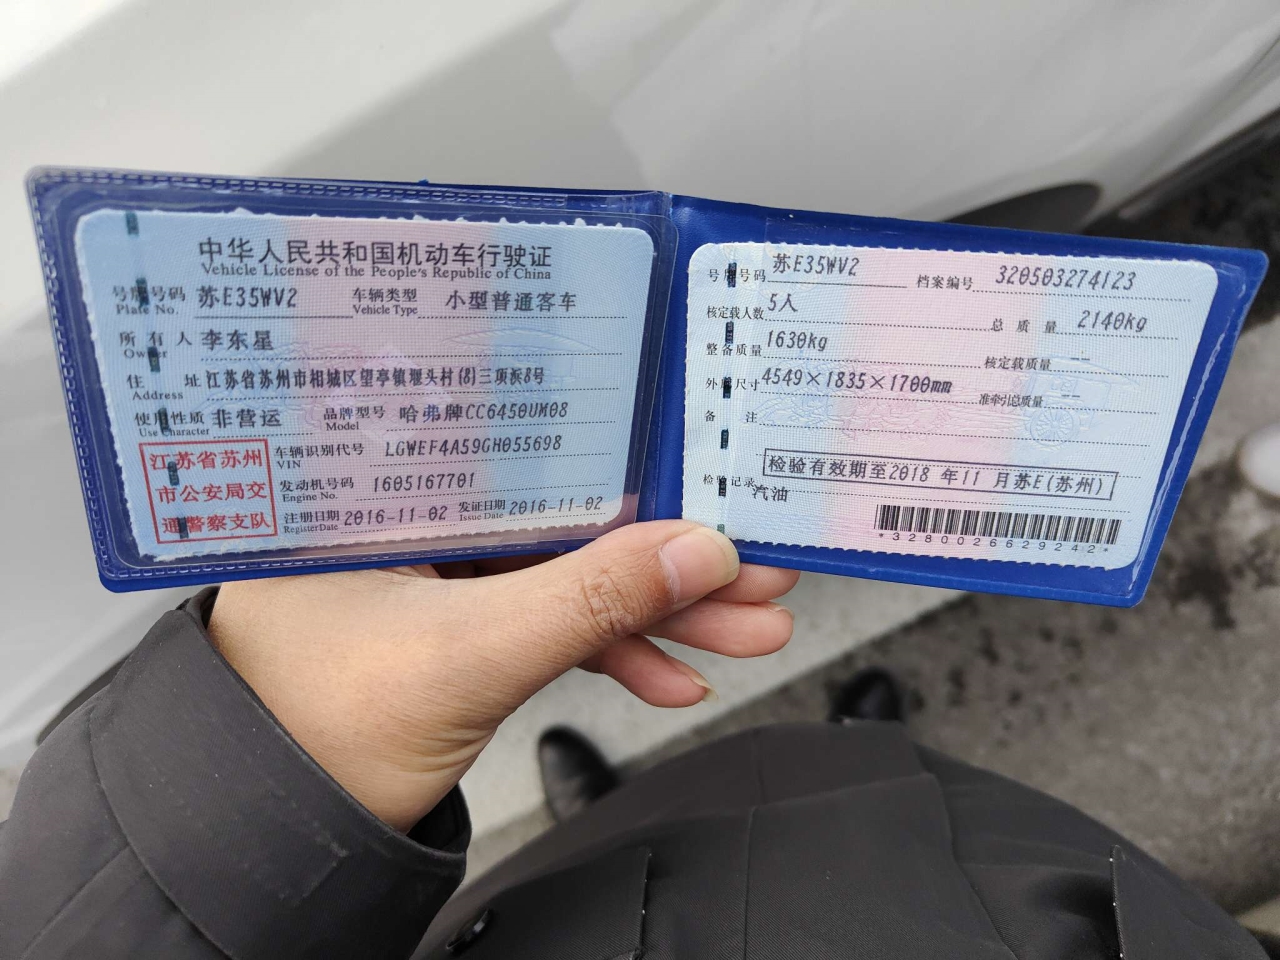 中华人民共和国机动车行驶证
Vehicle License of the People's Republic of China
号牌号码 苏E35WV2 车辆类型 小型普通客车
Plate No. Vehicle Type
所有人 李东星
Owner
住址 江苏省苏州市相城区望亭镇堰头村(8)三项浜8号
Address
使用性质 非营运 品牌型号 哈弗牌CC6450UM08
Use Character Model
江苏省苏州
市公安局交
通警察支队
车辆识别代号 LGWEF4A59GH055698
VIN
发动机号码 1605167701
Engine No.
注册日期 2016-11-02 发证日期 2016-11-02
Register Date Issue Date
号牌号码 苏E35WV2 档案编号 320503274123
核定载人数 5人 总质量 2140kg
整备质量 1630kg 核定载质量 --
外廓尺寸 4549×1835×1700mm 准牵引总质量 --
备注
检验有效期至2018 年11 月苏E(苏州)
检验记录
汽油
*3280026629242*